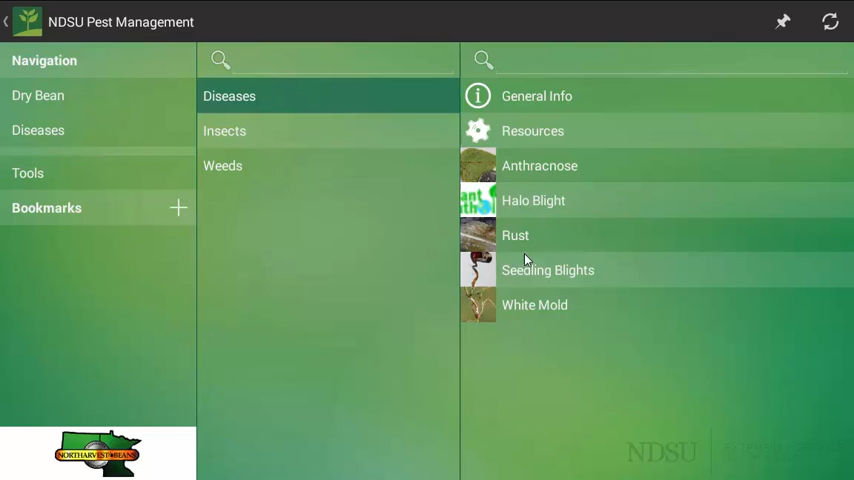 NDSU Pest Management
Navigation
Dry Bean
Diseases
Tools
Bookmarks
Diseases
Insects
Weeds
General Info
Resources
Anthracnose
Halo Blight
Rust
Seedling Blights
White Mold
NORTHARVEST BEANS
NDSU